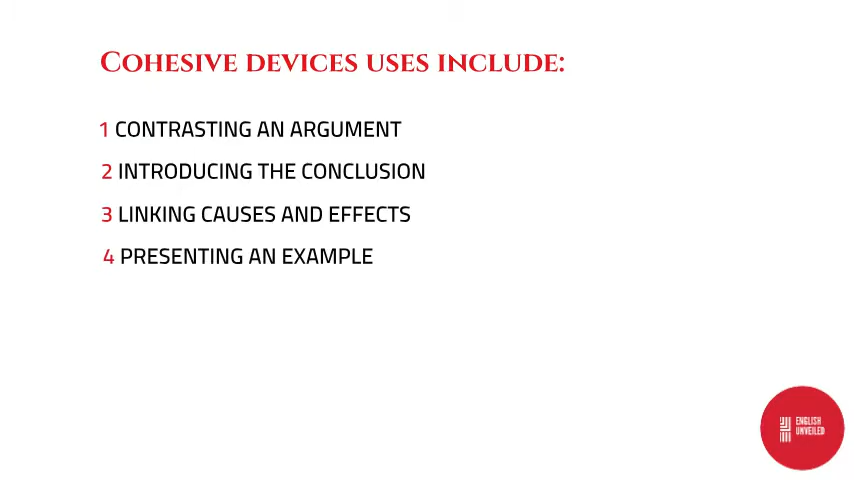 COHESIVE DEVICES USES INCLUDE:
1 CONTRASTING AN ARGUMENT
2 INTRODUCING THE CONCLUSION
3 LINKING CAUSES AND EFFECTS
4 PRESENTING AN EXAMPLE
ENGLISH
UNVEILED